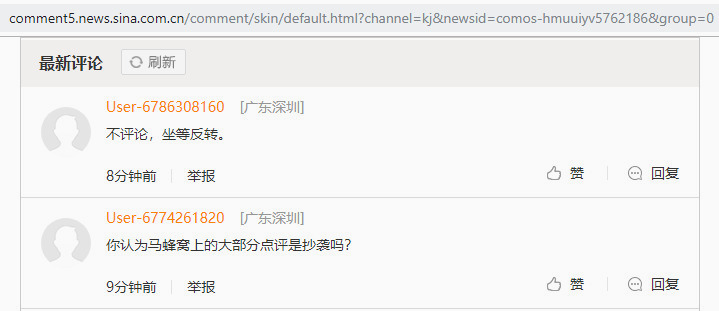 comment5.news.sina.com.cn/comment/skin/default.html?channel=kj&newsid=comos-hmuuiyv5762186&group=0
最新评论 刷新
User-6786308160 [广东深圳]
不评论，坐等反转。
8分钟前 举报 赞 回复
User-6774261820 [广东深圳]
你认为马蜂窝上的大部分点评是抄袭吗？
9分钟前 举报 赞 回复